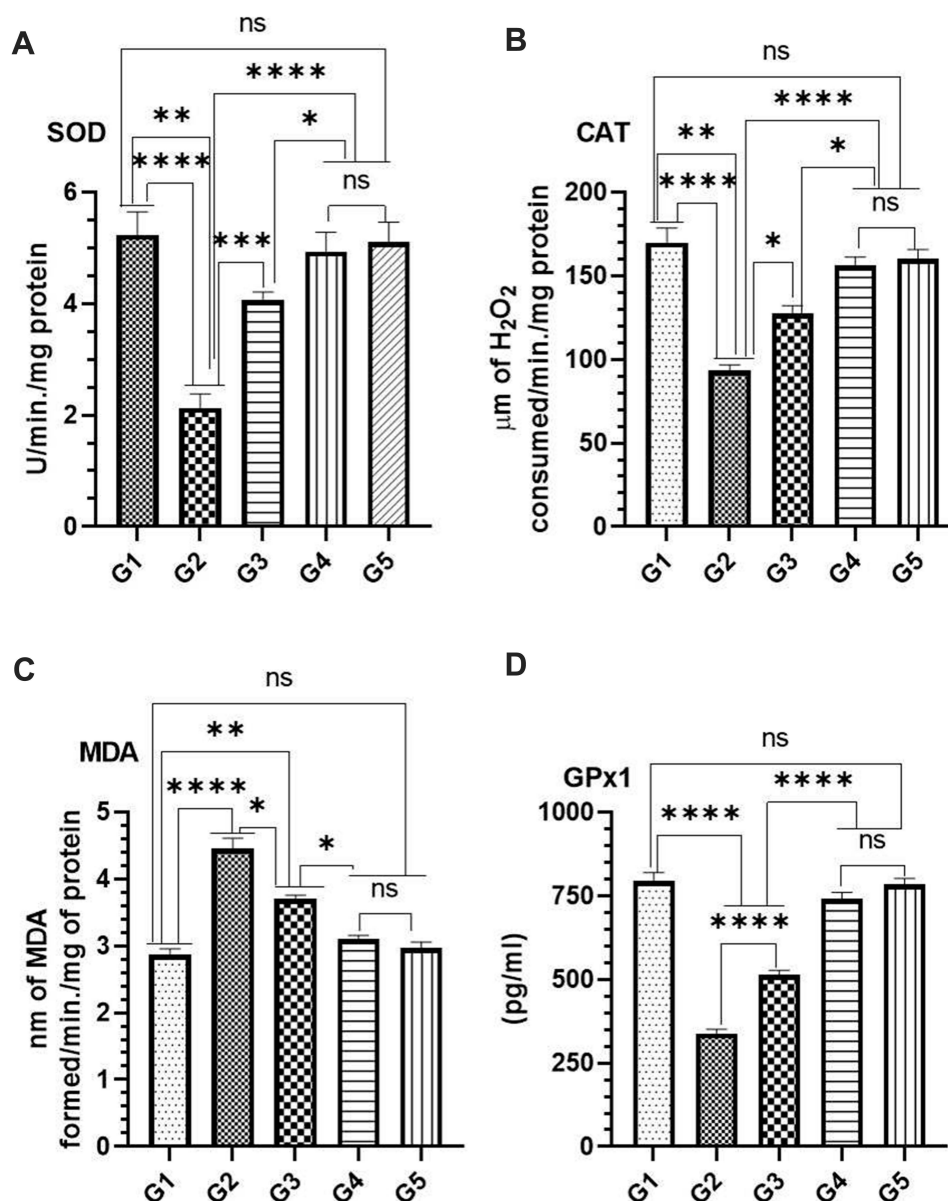 A
ns
****
**
*
SOD
****
ns
***
6
4
2
0
U/min./mg protein
G1 G2 G3 G4 G5
B
ns
****
**
*
CAT
****
ns
*
200
150
100
50
0
μm of H₂O₂
consumed/min./mg protein
G1 G2 G3 G4 G5
C
ns
**
MDA
****
*
*
ns
5
4
3
2
1
0
nm of MDA
formed/min./mg of protein
G1 G2 G3 G4 G5
D
ns
GPx1
****
****
ns
****
1000
750
500
250
0
(pg/ml)
G1 G2 G3 G4 G5